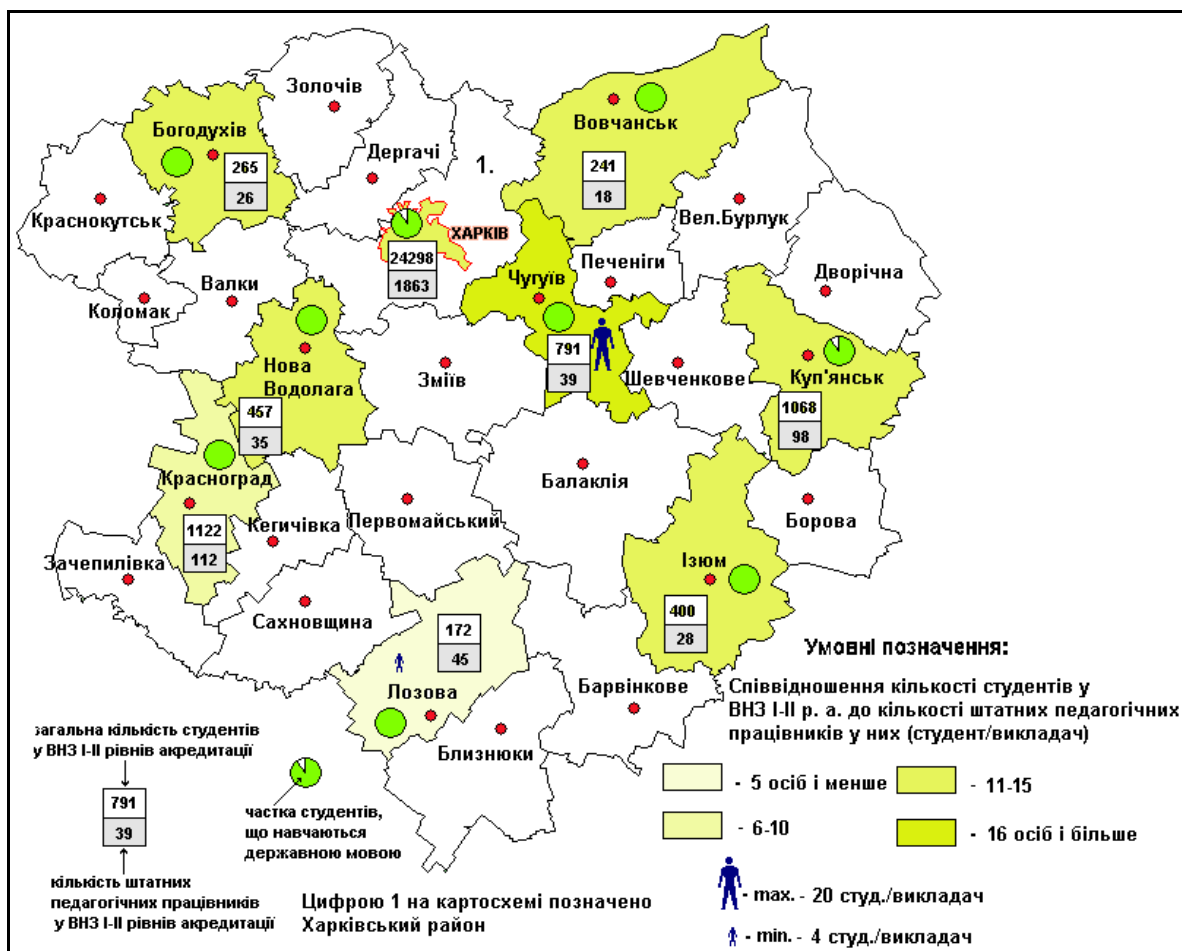 Золочів
Богодухів
Вовчанськ
Дергачі
1.
265
26
241
18
Краснокутськ
Вел.Бурлук
ХАРКІВ
24298
1863
Печеніги
Чугуїв
Дворічна
Валки
Коломак
791
39
Нова
Водолага
Зміїв
Шевченкове
Куп'янськ
457
35
1068
98
Красноград
Балаклія
1122
112
Кегичівка
Первомайський
Борова
Зачепилівка
Ізюм
Сахновщина
172
45
400
28
Лозова
Барвінкове
Близнюки
загальна кількість студентів
у ВНЗ І-ІІ рівнів акредитації
791
39
кількість штатних
педагогічних працівників
у ВНЗ І-ІІ рівнів акредитації
частка студентів,
що навчаються
державною мовою
Цифрою 1 на картосхемі позначено
Харківський район
Умовні позначення:
Співвідношення кількості студентів у
ВНЗ І-ІІ р. а. до кількості штатних педагогічних
працівників у них (студент/викладач)
- 5 осіб і менше
- 11-15
- 6-10
- 16 осіб і більше
- max. - 20 студ./викладач
- min. - 4 студ./викладач